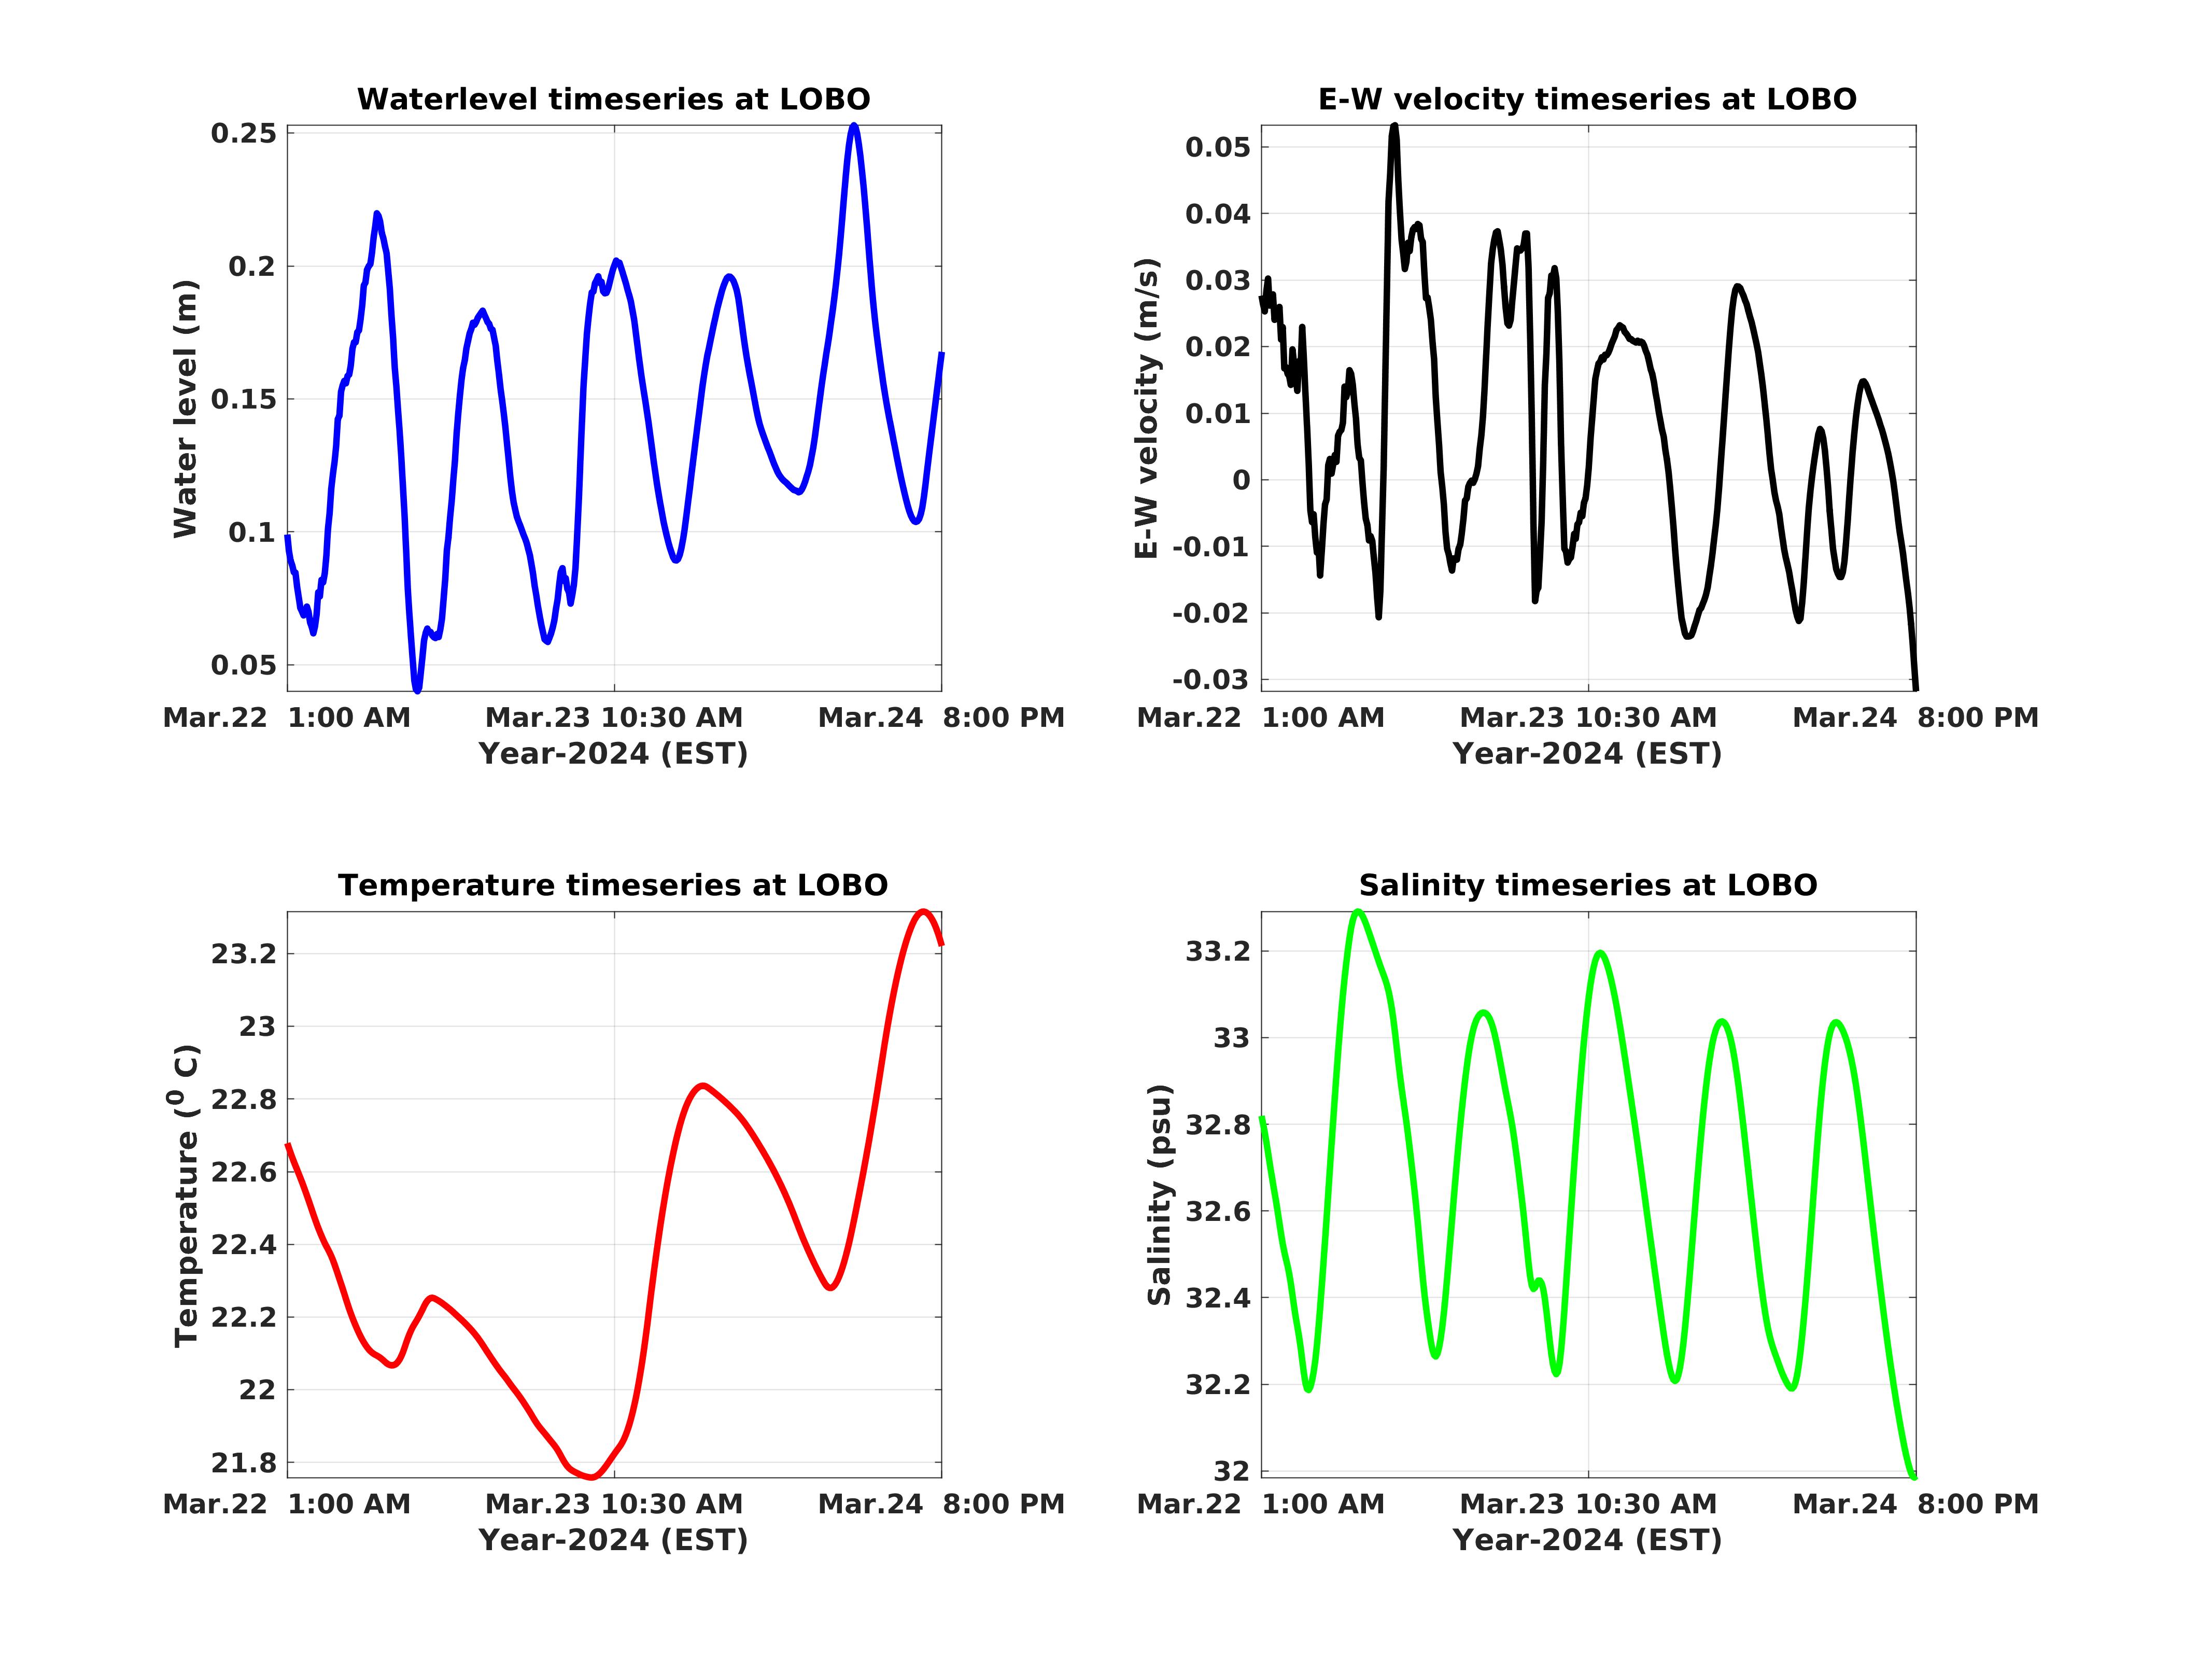 Waterlevel timeseries at LOBO
0.25
0.2
0.15
0.1
0.05
Water level (m)
Mar.22 1:00 AM
Mar.23 10:30 AM
Mar.24 8:00 PM
Year-2024 (EST)
E-W velocity timeseries at LOBO
0.05
0.04
0.03
0.02
0.01
0
-0.01
-0.02
-0.03
E-W velocity (m/s)
Mar.22 1:00 AM
Mar.23 10:30 AM
Mar.24 8:00 PM
Year-2024 (EST)
Temperature timeseries at LOBO
23.2
23
22.8
22.6
22.4
22.2
22
21.8
Temperature (⁰ C)
Mar.22 1:00 AM
Mar.23 10:30 AM
Mar.24 8:00 PM
Year-2024 (EST)
Salinity timeseries at LOBO
33.2
33
32.8
32.6
32.4
32.2
32
Salinity (psu)
Mar.22 1:00 AM
Mar.23 10:30 AM
Mar.24 8:00 PM
Year-2024 (EST)